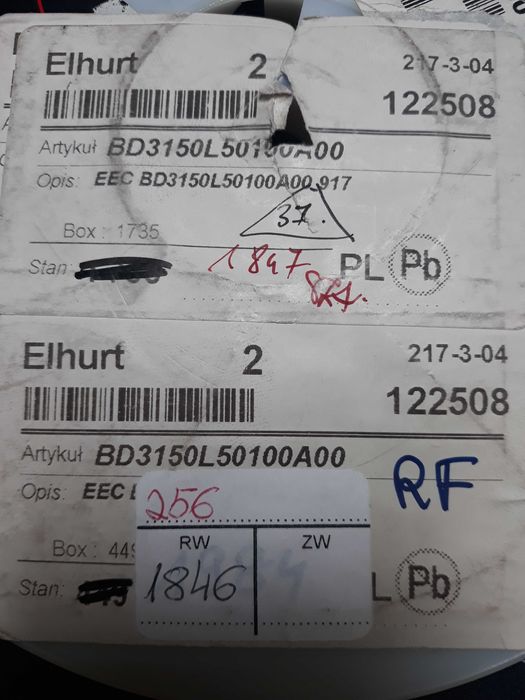 Elhurt 2 217-3-04
122508
Artykuł BD3150L50100A00
Opis: EEC BD3150L50100A00 917
37.
Box: 1735
1847
Stan: PL Pb
Elhurt 2 217-3-04
122508
Artykuł BD3150L50100A00
RF
Opis: EEC
256
RW ZW
Box: 449
1846
Stan: L Pb